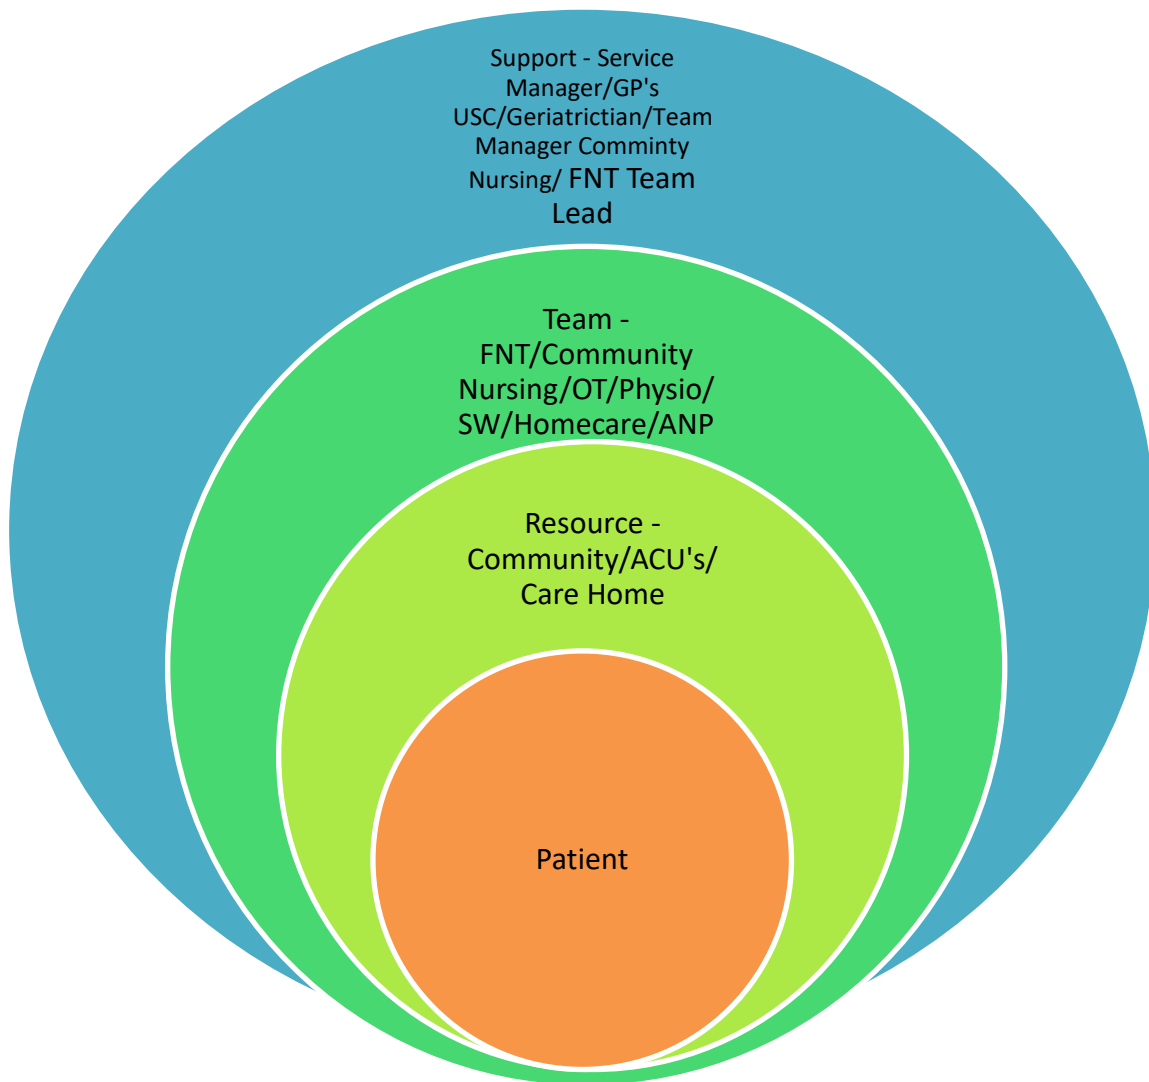 Support - Service
Manager/GP's
USC/Geriatrictian/Team
Manager Comminty
Nursing/ FNT Team
Lead
Team -
FNT/Community
Nursing/OT/Physio/
SW/Homecare/ANP
Resource -
Community/ACU's/
Care Home
Patient